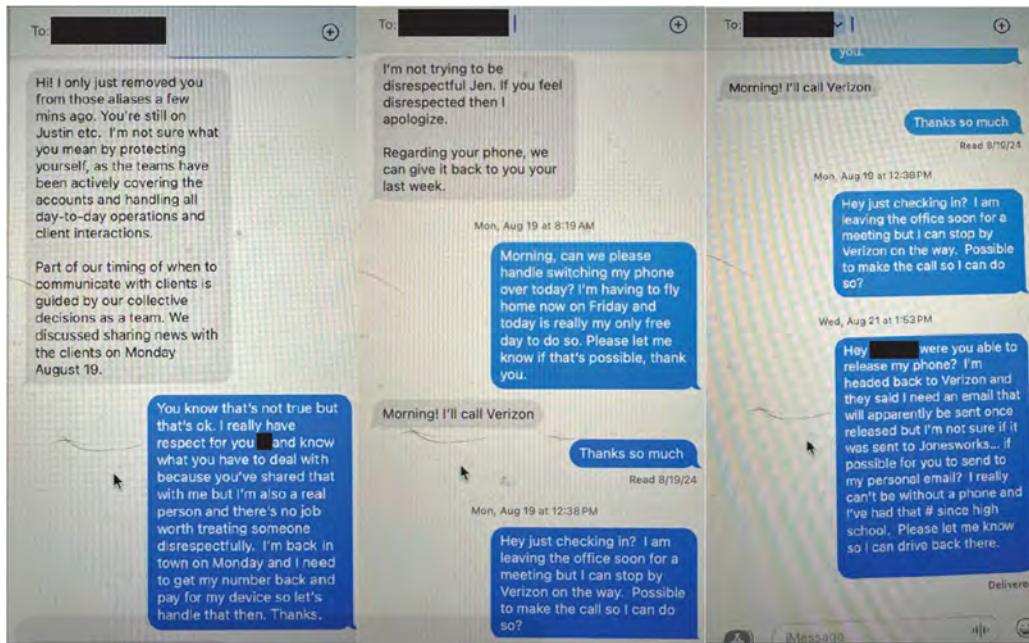 To:
Hi! I only just removed you
from those aliases a few
mins ago. You're still on
Justin etc. I'm not sure what
you mean by protecting
yourself, as the teams have
been actively covering the
accounts and handling all
day-to-day operations and
client interactions.
Part of our timing of when to
communicate with clients is
guided by our collective
decisions as a team. We
discussed sharing news with
the clients on Monday
August 19.
You know that's not true but
that's ok. I really have
respect for you and know
what you have to deal with
because you've shared that
with me but I'm also a real
person and there's no job
worth treating someone
disrespectfully. I'm back in
town on Monday and I need
to get my number back and
pay for my device so let's
handle that then. Thanks.
To:
I'm not trying to be
disrespectful Jen. If you feel
disrespected then I
apologize.
Regarding your phone, we
can give it back to you your
last week.
Mon, Aug 19 at 8:19 AM
Morning, can we please
handle switching my phone
over today? I'm having to fly
home now on Friday and
today is really my only free
day to do so. Please let me
know if that's possible, thank
you.
Morning! I'll call Verizon
Thanks so much
Read 8/19/24
Mon, Aug 19 at 12:38 PM
Hey just checking in? I am
leaving the office soon for a
meeting but I can stop by
Verizon on the way. Possible
to make the call so I can do
so?
To:
you.
Morning! I'll call Verizon
Thanks so much
Read 8/19/24
Mon, Aug 19 at 12:38 PM
Hey just checking in? I am
leaving the office soon for a
meeting but I can stop by
Verizon on the way. Possible
to make the call so I can do
so?
Wed, Aug 21 at 1:53 PM
Hey were you able to
release my phone? I'm
headed back to Verizon and
they said I need an email that
will apparently be sent once
released but I'm not sure if it
was sent to Jonesworks... if
possible for you to send to
my personal email? I really
can't be without a phone and
I've had that # since high
school. Please let me know
so I can drive back there.
Delivered
iMessage